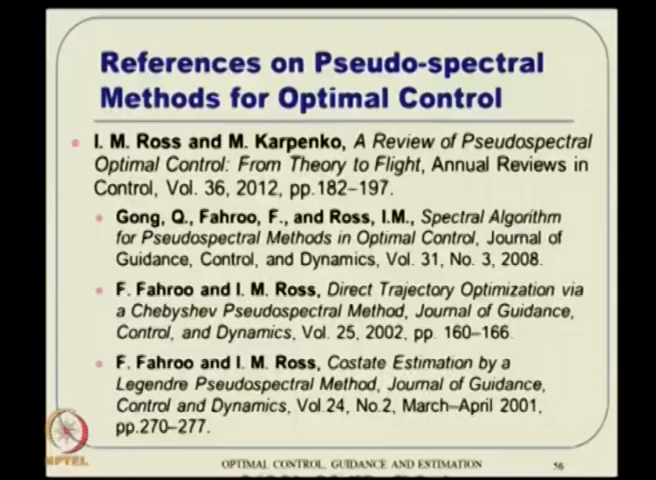 References on Pseudo-spectral
Methods for Optimal Control
I. M. Ross and M. Karpenko, A Review of Pseudospectral
Optimal Control: From Theory to Flight, Annual Reviews in
Control, Vol. 36, 2012, pp.182–197.
Gong, Q., Fahroo, F., and Ross, I.M., Spectral Algorithm
for Pseudospectral Methods in Optimal Control, Journal of
Guidance, Control, and Dynamics, Vol. 31, No. 3, 2008.
F. Fahroo and I. M. Ross, Direct Trajectory Optimization via
a Chebyshev Pseudospectral Method, Journal of Guidance,
Control, and Dynamics, Vol. 25, 2002, pp. 160–166.
F. Fahroo and I. M. Ross, Costate Estimation by a
Legendre Pseudospectral Method, Journal of Guidance,
Control and Dynamics, Vol.24, No.2, March–April 2001,
pp.270–277.
NPTEL
OPTIMAL CONTROL, GUIDANCE AND ESTIMATION
56